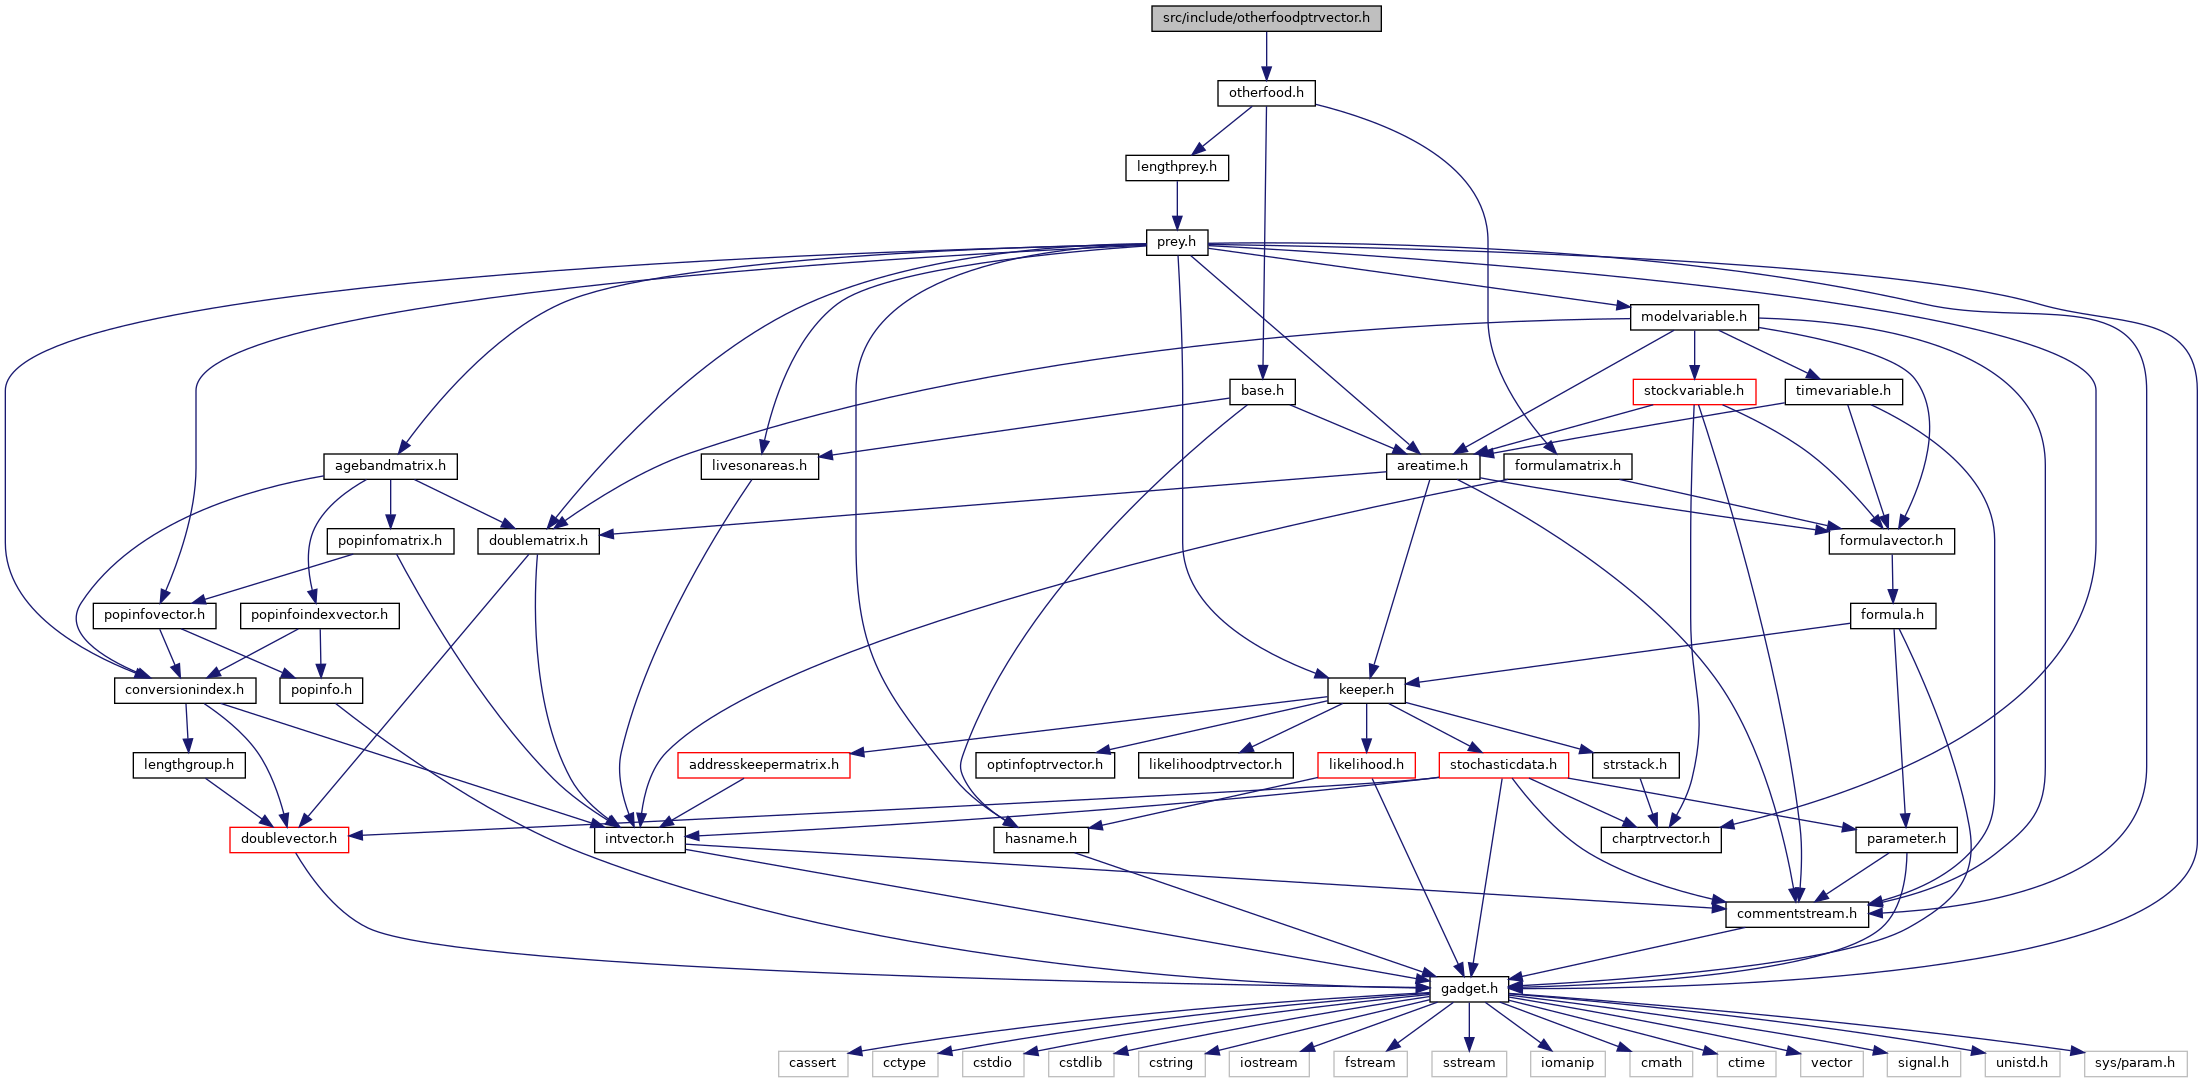 src/include/otherfoodptrvector.h
otherfood.h
lengthprey.h
prey.h
modelvariable.h
base.h
stockvariable.h
timevariable.h
agebandmatrix.h
livesonareas.h
areatime.h
formulamatrix.h
popinfomatrix.h
doublematrix.h
formulavector.h
popinfovector.h
popinfoindexvector.h
formula.h
conversionindex.h
popinfo.h
keeper.h
lengthgroup.h
addresskeepermatrix.h
optinfoptrvector.h
likelihoodptrvector.h
likelihood.h
stochasticdata.h
strstack.h
doublevector.h
intvector.h
hasname.h
charptrvector.h
parameter.h
commentstream.h
gadget.h
cassert
cctype
cstdio
cstdlib
cstring
iostream
fstream
sstream
iomanip
cmath
ctime
vector
signal.h
unistd.h
sys/param.h